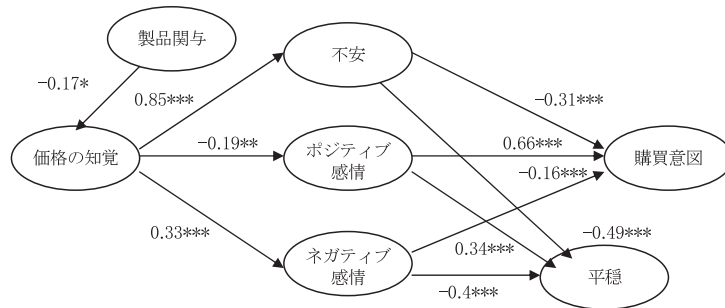 製品関与
不安
-0.17*
0.85***
-0.31***
価格の知覚
-0.19**
ポジティブ
感情
0.66***
購買意図
-0.16***
0.33***
ネガティブ
感情
0.34***
-0.49***
-0.4***
平穏